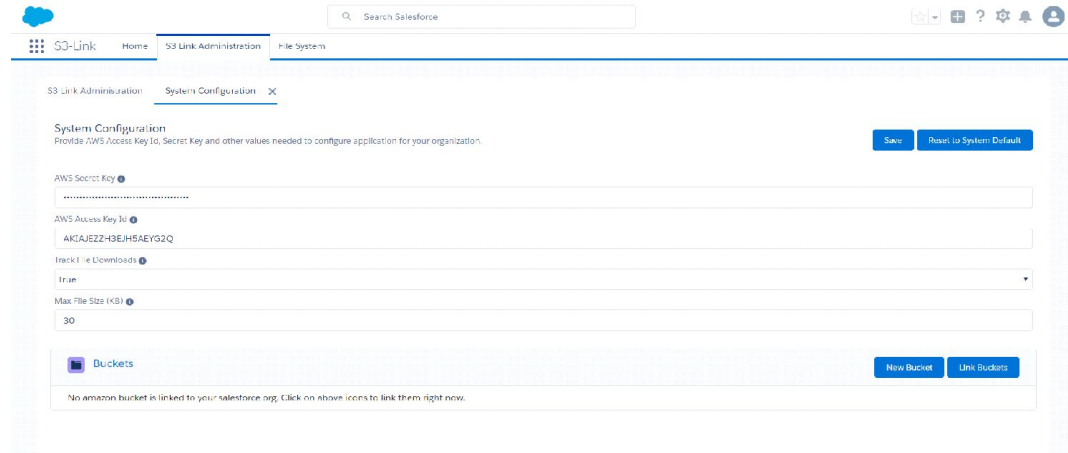 Search Salesforce
S3-Link Home S3 Link Administration File System
S3 Link Administration System Configuration
System Configuration
Provide AWS Access Key Id, Secret Key and other values needed to configure application for your organization.
Save Reset to System Default
AWS Secret Key
AWS Access Key Id
AKIAJEZZH3EJH5AEYG2Q
Track File Downloads
True
Max File Size (KB)
30
Buckets
New Bucket Link Buckets
No amazon bucket is linked to your salesforce org. Click on above icons to link them right now.